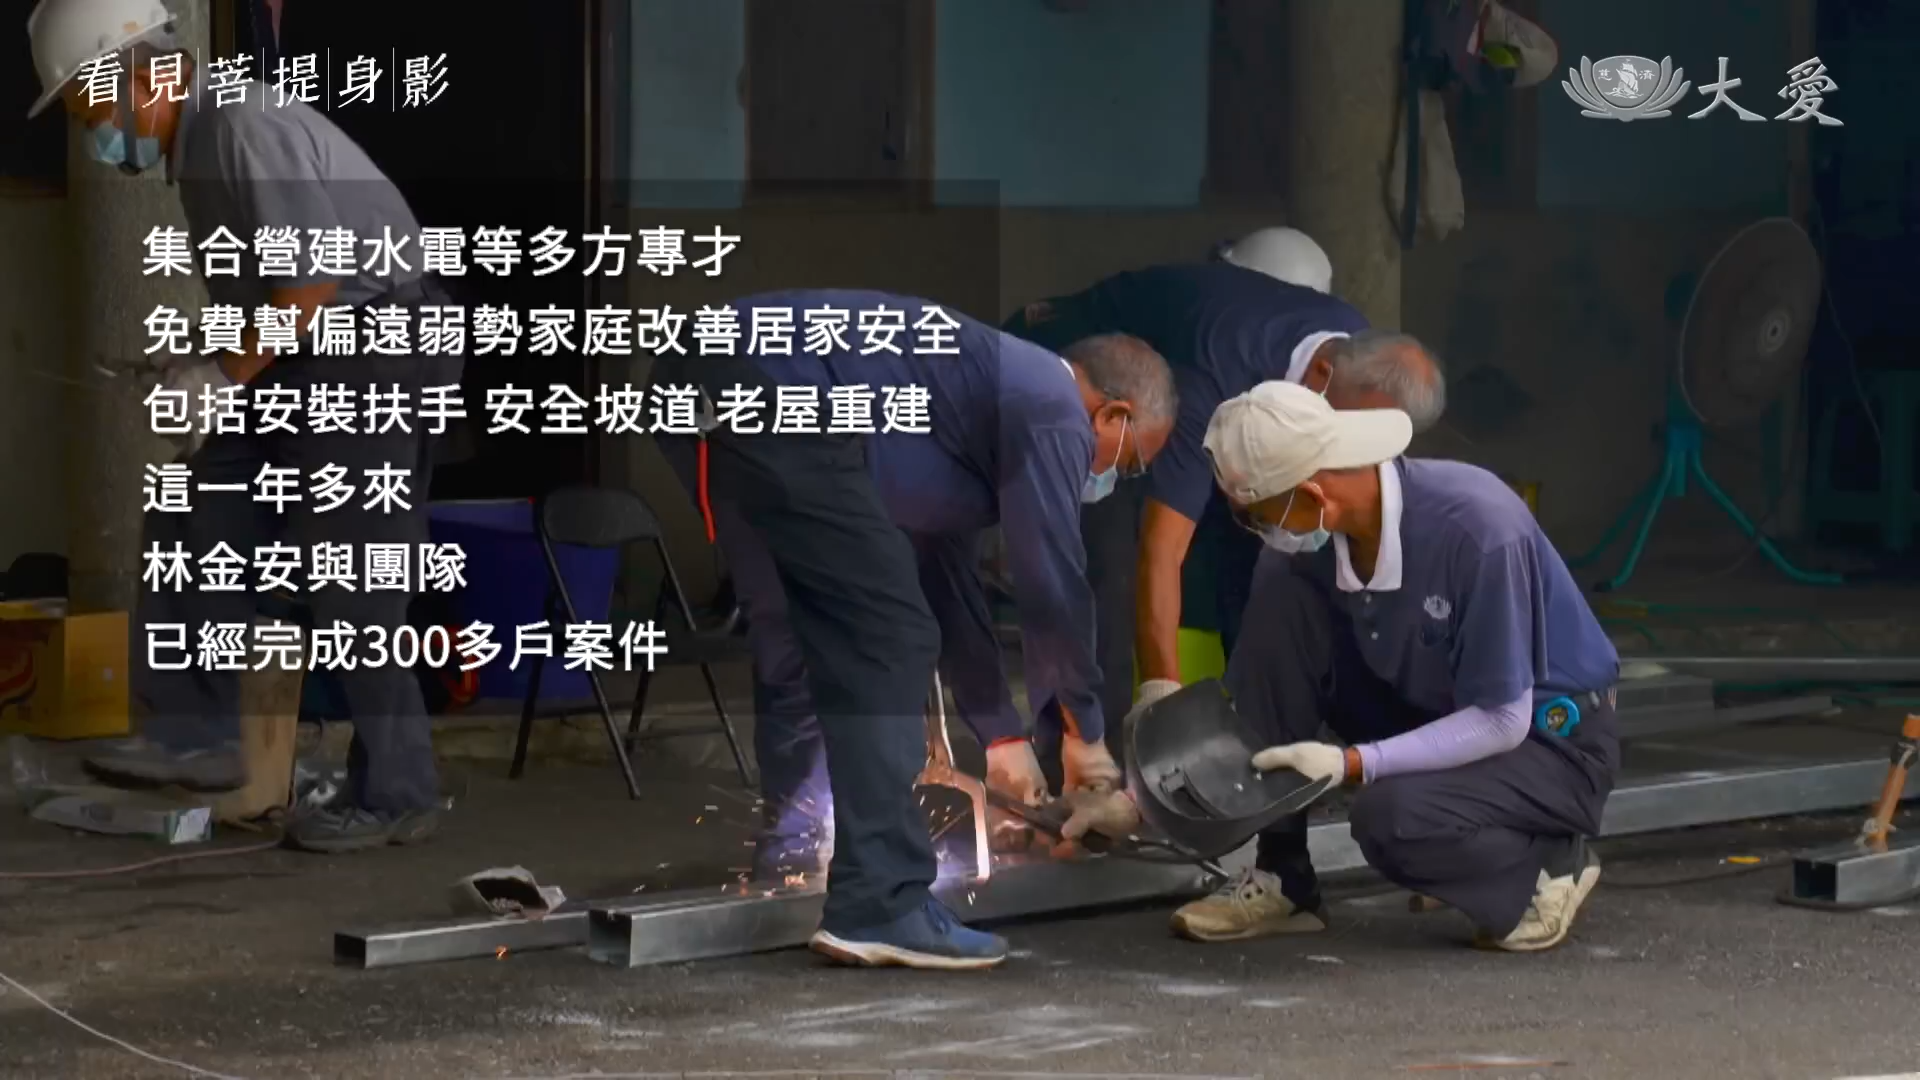 看見菩提身影
慈濟
大愛
集合營建水電等多方專才
免費幫偏遠弱勢家庭改善居家安全
包括安裝扶手 安全坡道 老屋重建
這一年多來
林金安與團隊
已經完成300多戶案件